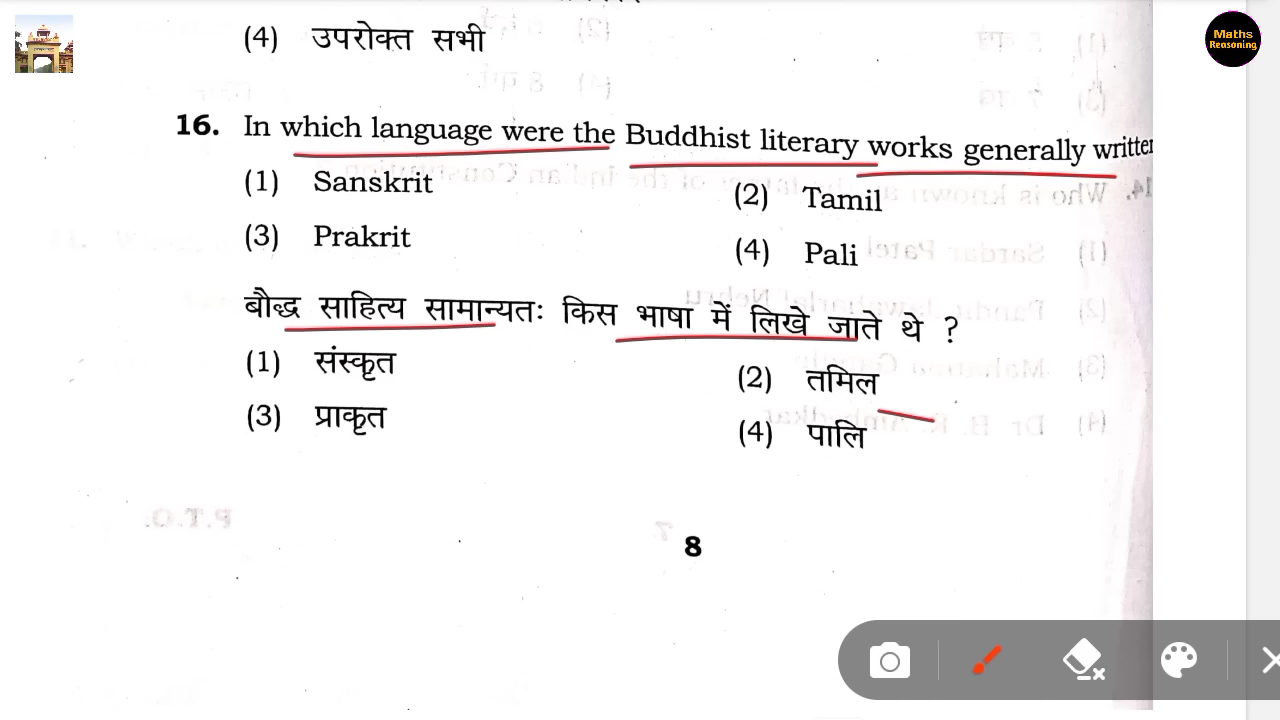 (4) उपरोक्त सभी
Maths
Reasoning
16. In which language were the Buddhist literary works generally written
(1) Sanskrit (2) Tamil
(3) Prakrit (4) Pali
बौद्ध साहित्य सामान्यतः किस भाषा में लिखे जाते थे ?
(1) संस्कृत (2) तमिल
(3) प्राकृत (4) पालि
8